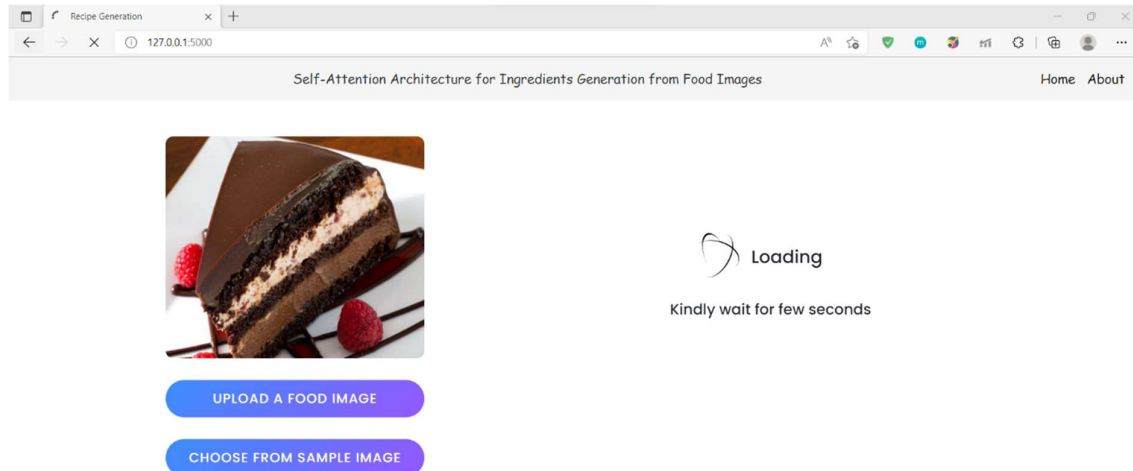 Recipe Generation
127.0.0.1:5000
Self-Attention Architecture for Ingredients Generation from Food Images
Home About
Loading
Kindly wait for few seconds
UPLOAD A FOOD IMAGE
CHOOSE FROM SAMPLE IMAGE